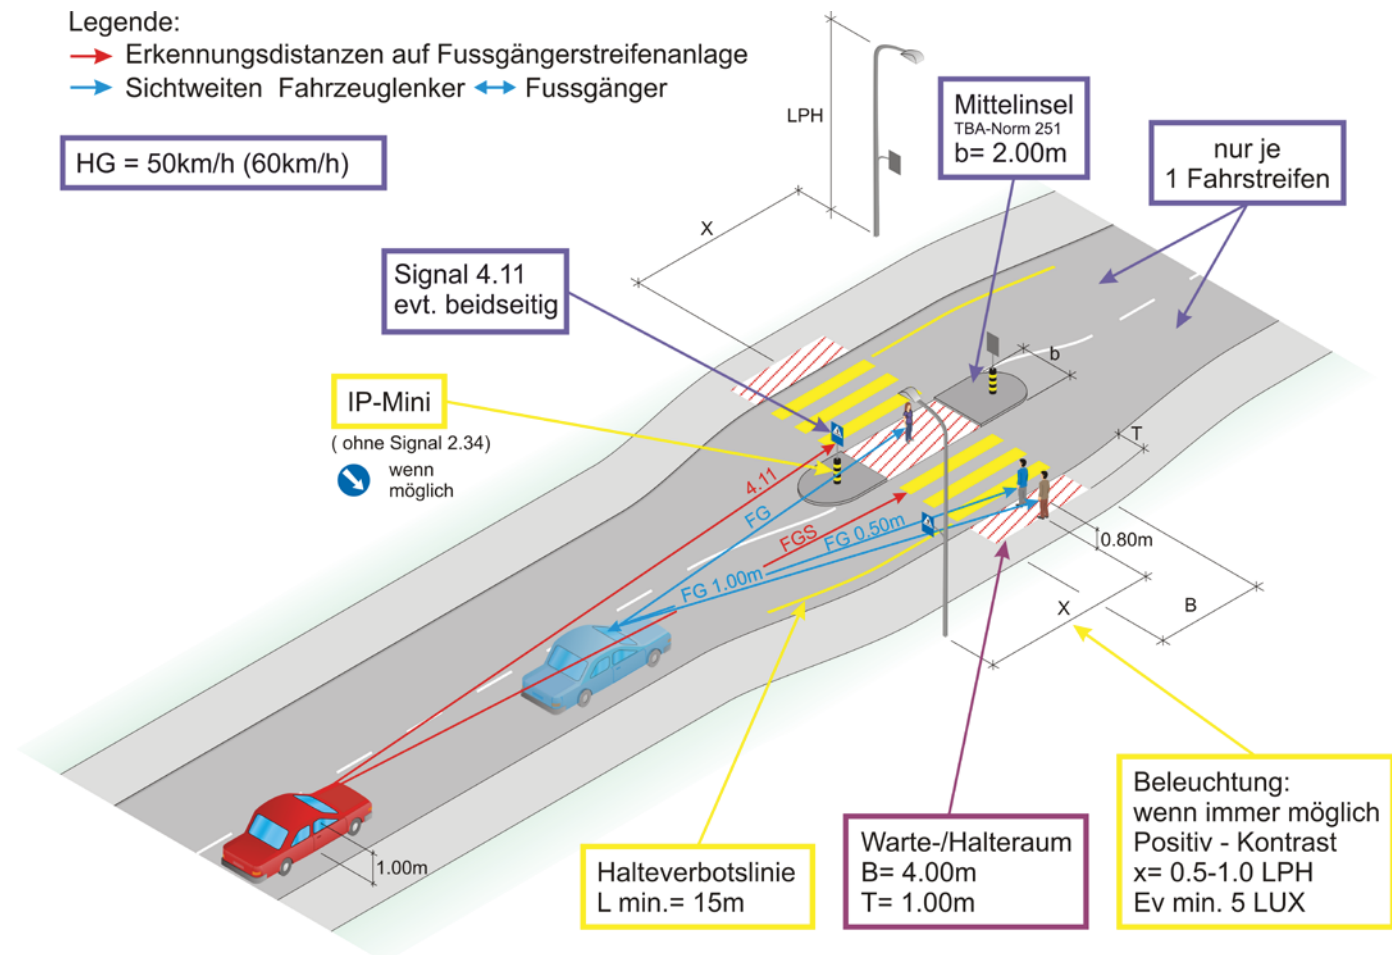 Legende:
Erkennungsdistanzen auf Fussgängerstreifenanlage
Sichtweiten Fahrzeuglenker Fussgänger
HG = 50km/h (60km/h)
LPH
Mittelinsel
TBA-Norm 251
b= 2.00m
nur je
1 Fahrstreifen
X
Signal 4.11
evt. beidseitig
b
IP-Mini
( ohne Signal 2.34)
wenn
möglich
T
4.11
FG
FGS
FG 0.50m
FG 1.00m
0.80m
X
B
1.00m
Halteverbotslinie
L min.= 15m
Warte-/Halteraum
B= 4.00m
T= 1.00m
Beleuchtung:
wenn immer möglich
Positiv - Kontrast
x= 0.5-1.0 LPH
Ev min. 5 LUX